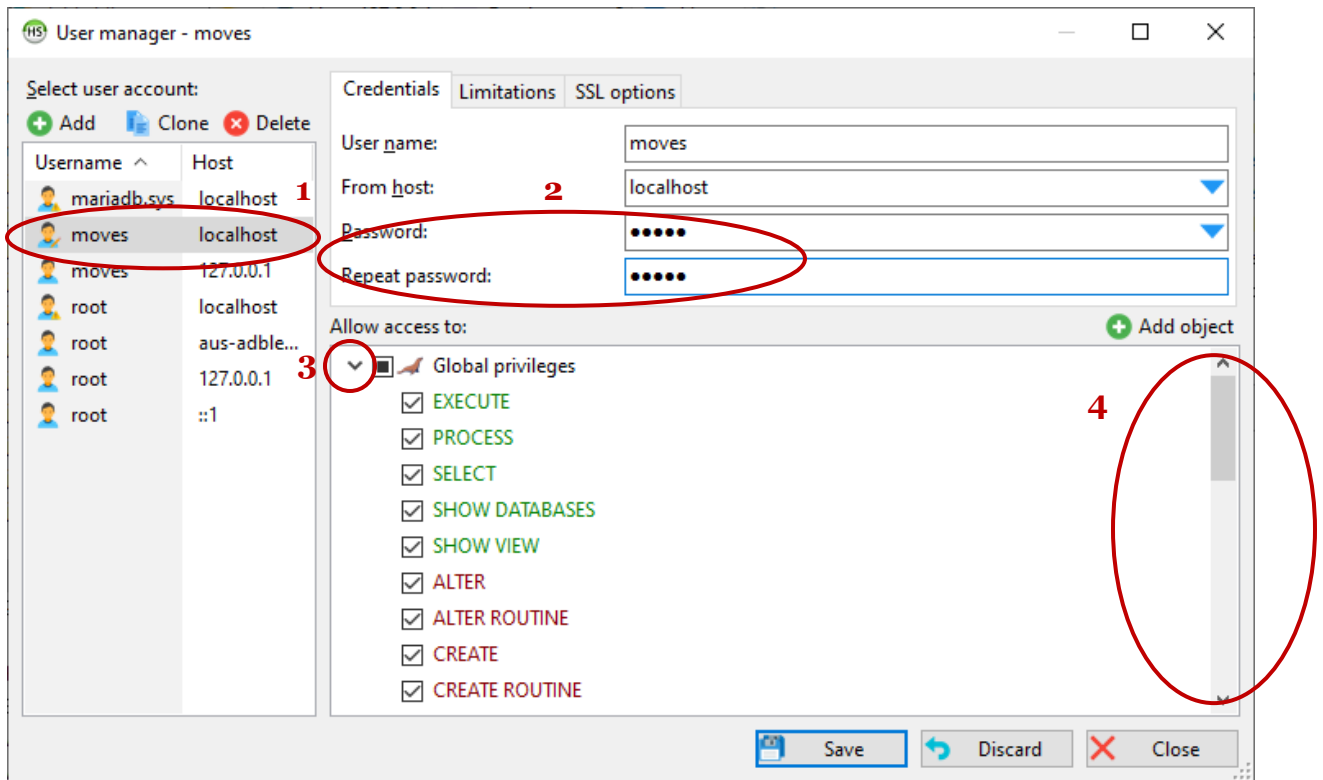 HS User manager - moves
Select user account:
Add Clone Delete
Username Host
mariadb.sys localhost
moves localhost
moves 127.0.0.1
root localhost
root aus-adble...
root 127.0.0.1
root ::1
1
Credentials Limitations SSL options
User name: moves
From host: localhost
2
Password: •••••
Repeat password: •••••
Allow access to: Add object
3
Global privileges
EXECUTE
PROCESS
SELECT
SHOW DATABASES
SHOW VIEW
ALTER
ALTER ROUTINE
CREATE
CREATE ROUTINE
4
Save Discard Close